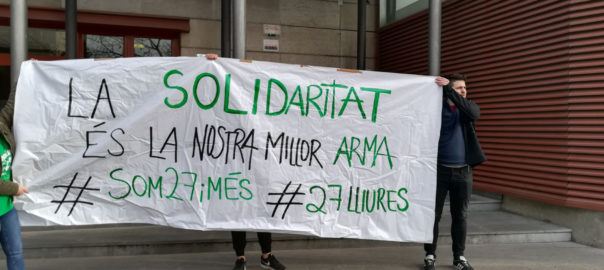 LA SOLIDARITAT
ÉS LA NOSTRA MILLOR ARMA
#SOM27iMÉS #27LLIURES